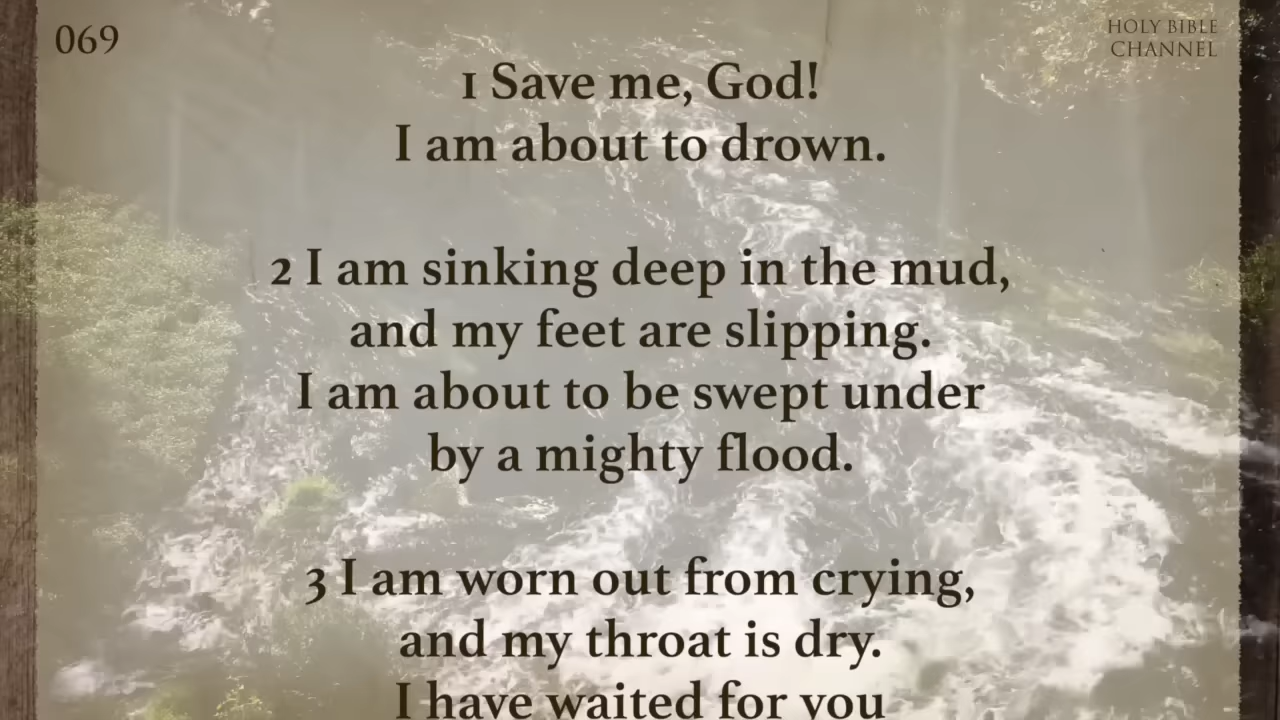 069
HOLY BIBLE
CHANNEL
1 Save me, God!
I am about to drown.
2 I am sinking deep in the mud,
and my feet are slipping.
I am about to be swept under
by a mighty flood.
3 I am worn out from crying,
and my throat is dry.
I have waited for you